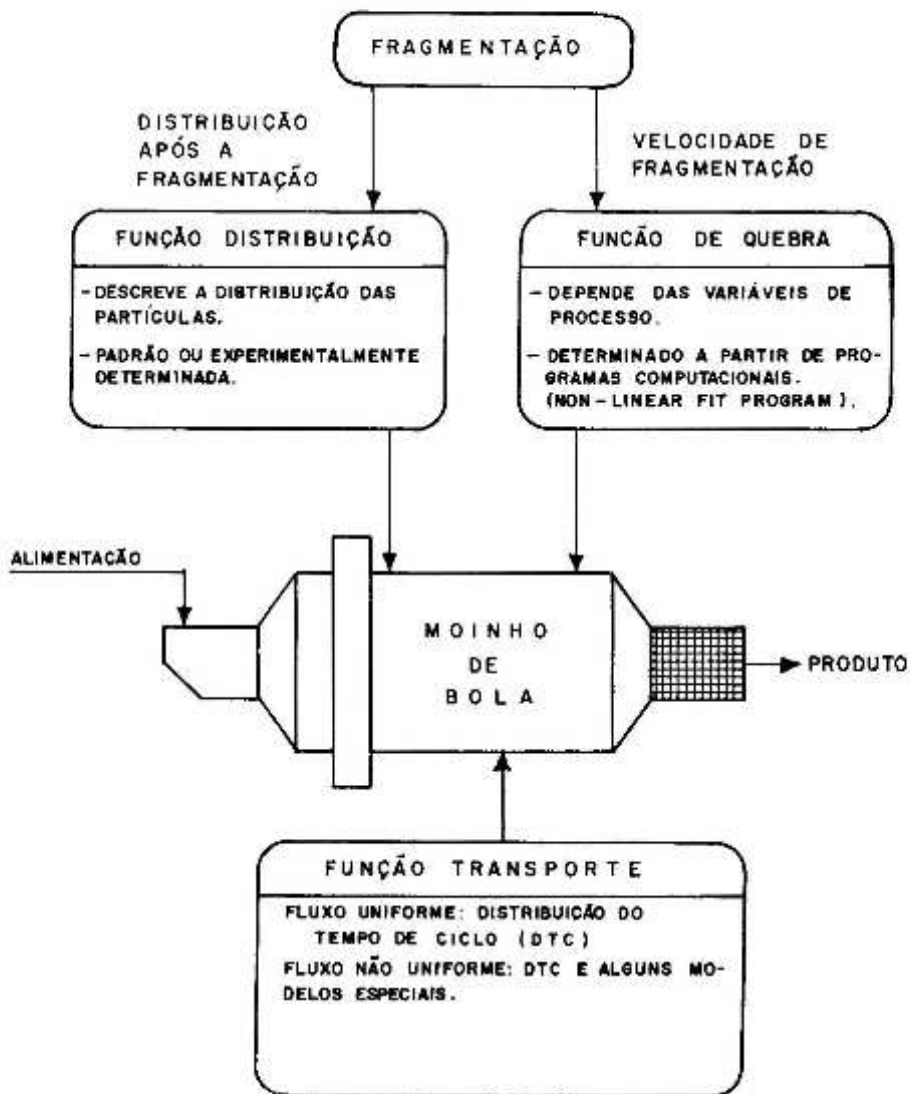 FRAGMENTAÇÃO
DISTRIBUIÇÃO
APÓS A
FRAGMENTAÇÃO
VELOCIDADE DE
FRAGMENTAÇÃO
FUNÇÃO DISTRIBUIÇÃO
- DESCREVE A DISTRIBUIÇÃO DAS
PARTÍCULAS.
- PADRÃO OU EXPERIMENTALMENTE
DETERMINADA.
FUNCÃO DE QUEBRA
- DEPENDE DAS VARIÁVEIS DE
PROCESSO.
- DETERMINADO A PARTIR DE PRO-
GRAMAS COMPUTACIONAIS.
(NON-LINEAR FIT PROGRAM).
ALIMENTAÇÃO
MOINHO
DE
BOLA
PRODUTO
FUNÇÃO TRANSPORTE
FLUXO UNIFORME: DISTRIBUIÇÃO DO
TEMPO DE CICLO (DTC)
FLUXO NÃO UNIFORME: DTC E ALGUNS MO-
DELOS ESPECIAIS.